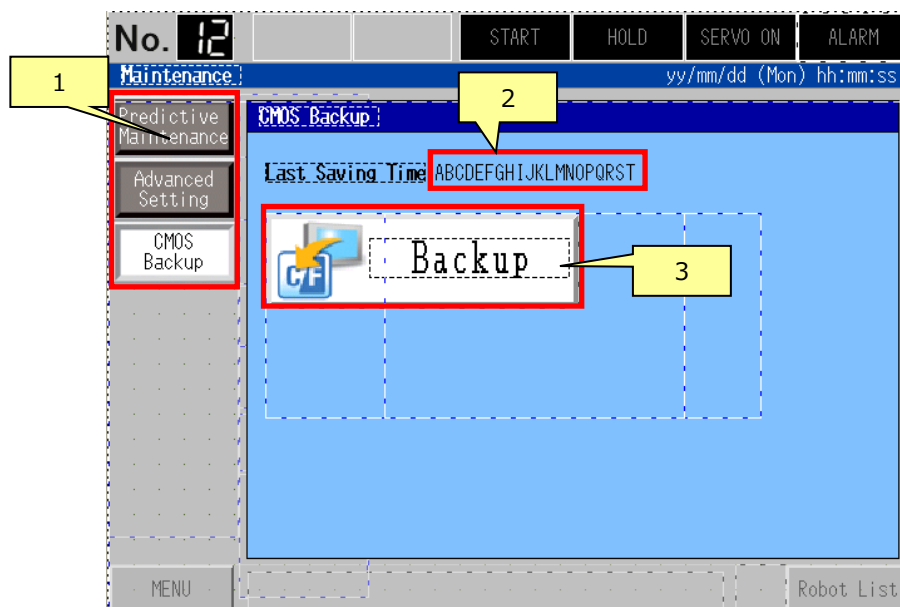 No. 12
START HOLD SERVO ON ALARM
Maintenance yy/mm/dd (Mon) hh:mm:ss
1
Predictive
Maintenance
Advanced
Setting
CMOS
Backup
CMOS Backup
2
Last Saving Time ABCDEFGHIJKLMNOPQRST
C/F
Backup
3
MENU
Robot List